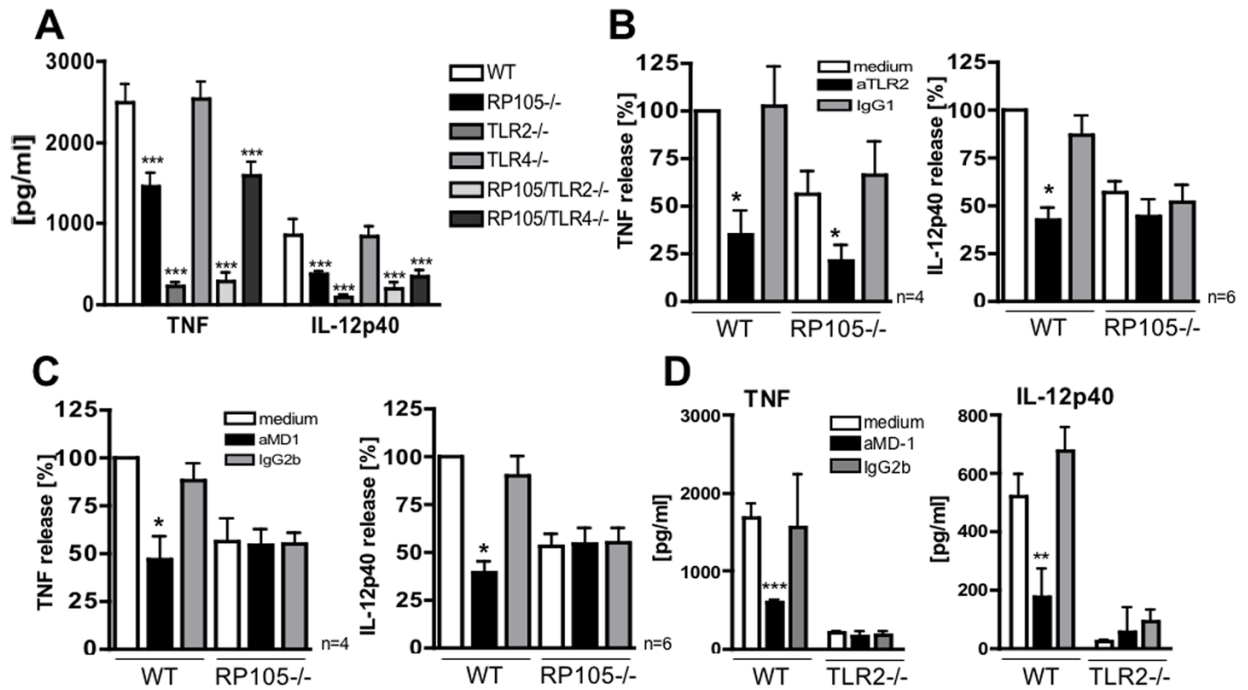 A
3000
2000
1000
0
[pg/ml]
***
***
***
***
***
***
***
***
TNF
IL-12p40
WT
RP105-/-
TLR2-/-
TLR4-/-
RP105/TLR2-/-
RP105/TLR4-/-
B
125
100
75
50
25
0
TNF release [%]
medium
aTLR2
IgG1
*
*
WT
RP105-/-
n=4
125
100
75
50
25
0
IL-12p40 release [%]
*
WT
RP105-/-
n=6
C
125
100
75
50
25
0
TNF release [%]
medium
aMD1
IgG2b
*
WT
RP105-/-
n=4
125
100
75
50
25
0
IL-12p40 release [%]
*
WT
RP105-/-
n=6
D
TNF
3000
2000
1000
0
[pg/ml]
medium
aMD-1
IgG2b
***
WT
TLR2-/-
IL-12p40
800
600
400
200
0
[pg/ml]
**
WT
TLR2-/-